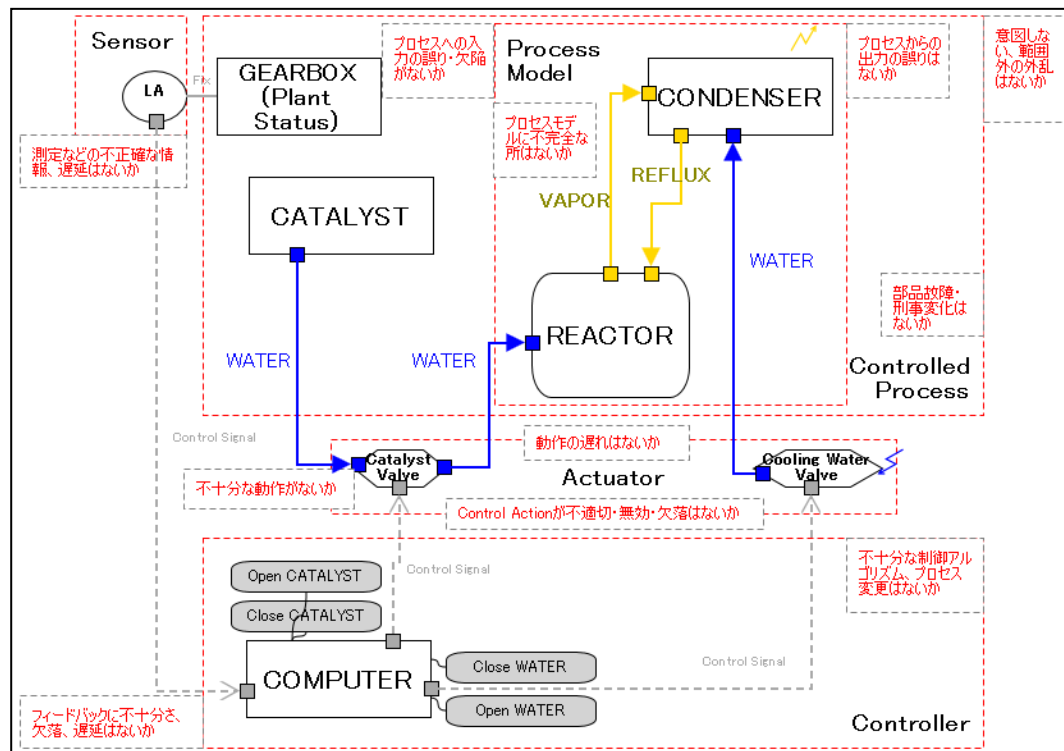 Sensor
LA
Fix
GEARBOX
(Plant
Status)
プロセスへの入
力の誤り・欠陥
がないか
Process
Model
プロセスからの
出力の誤りは
ないか
意図しな
い、範囲
外の外乱
はないか
CONDENSER
プロセスモデ
ルに不完全な
所はないか
測定などの不正確な情
報、遅延はないか
CATALYST
VAPOR
REFLUX
WATER
部品故障・
刑事変化は
ないか
REACTOR
WATER
WATER
Controlled
Process
Control Signal
動作の遅れはないか
Catalyst
Valve
Actuator
Cooling Water
Valve
不十分な動作がないか
Control Actionが不適切・無効・欠落はないか
Open CATALYST
Control Signal
不十分な制御アル
ゴリズム、プロセス
変更はないか
Close CATALYST
COMPUTER
Close WATER
Control Signal
Open WATER
フィードバックに不十分さ、
欠落、遅延はないか
Controller